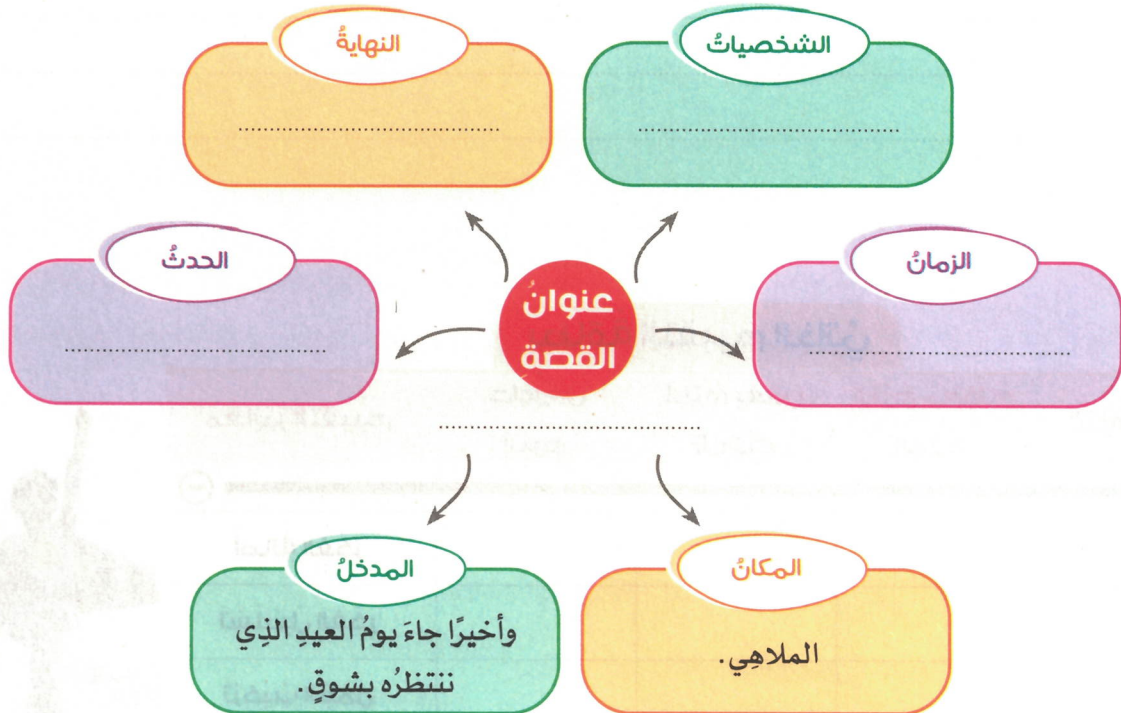 الشخصياتُ
النهايةُ
الزمانُ
الحدثُ
عنوانُ
القصة
المكانُ
الملاهِي.
المدخلُ
وأخيرًا جاءَ يومُ العيدِ الذِي
ننتظرُه بشوقٍ.